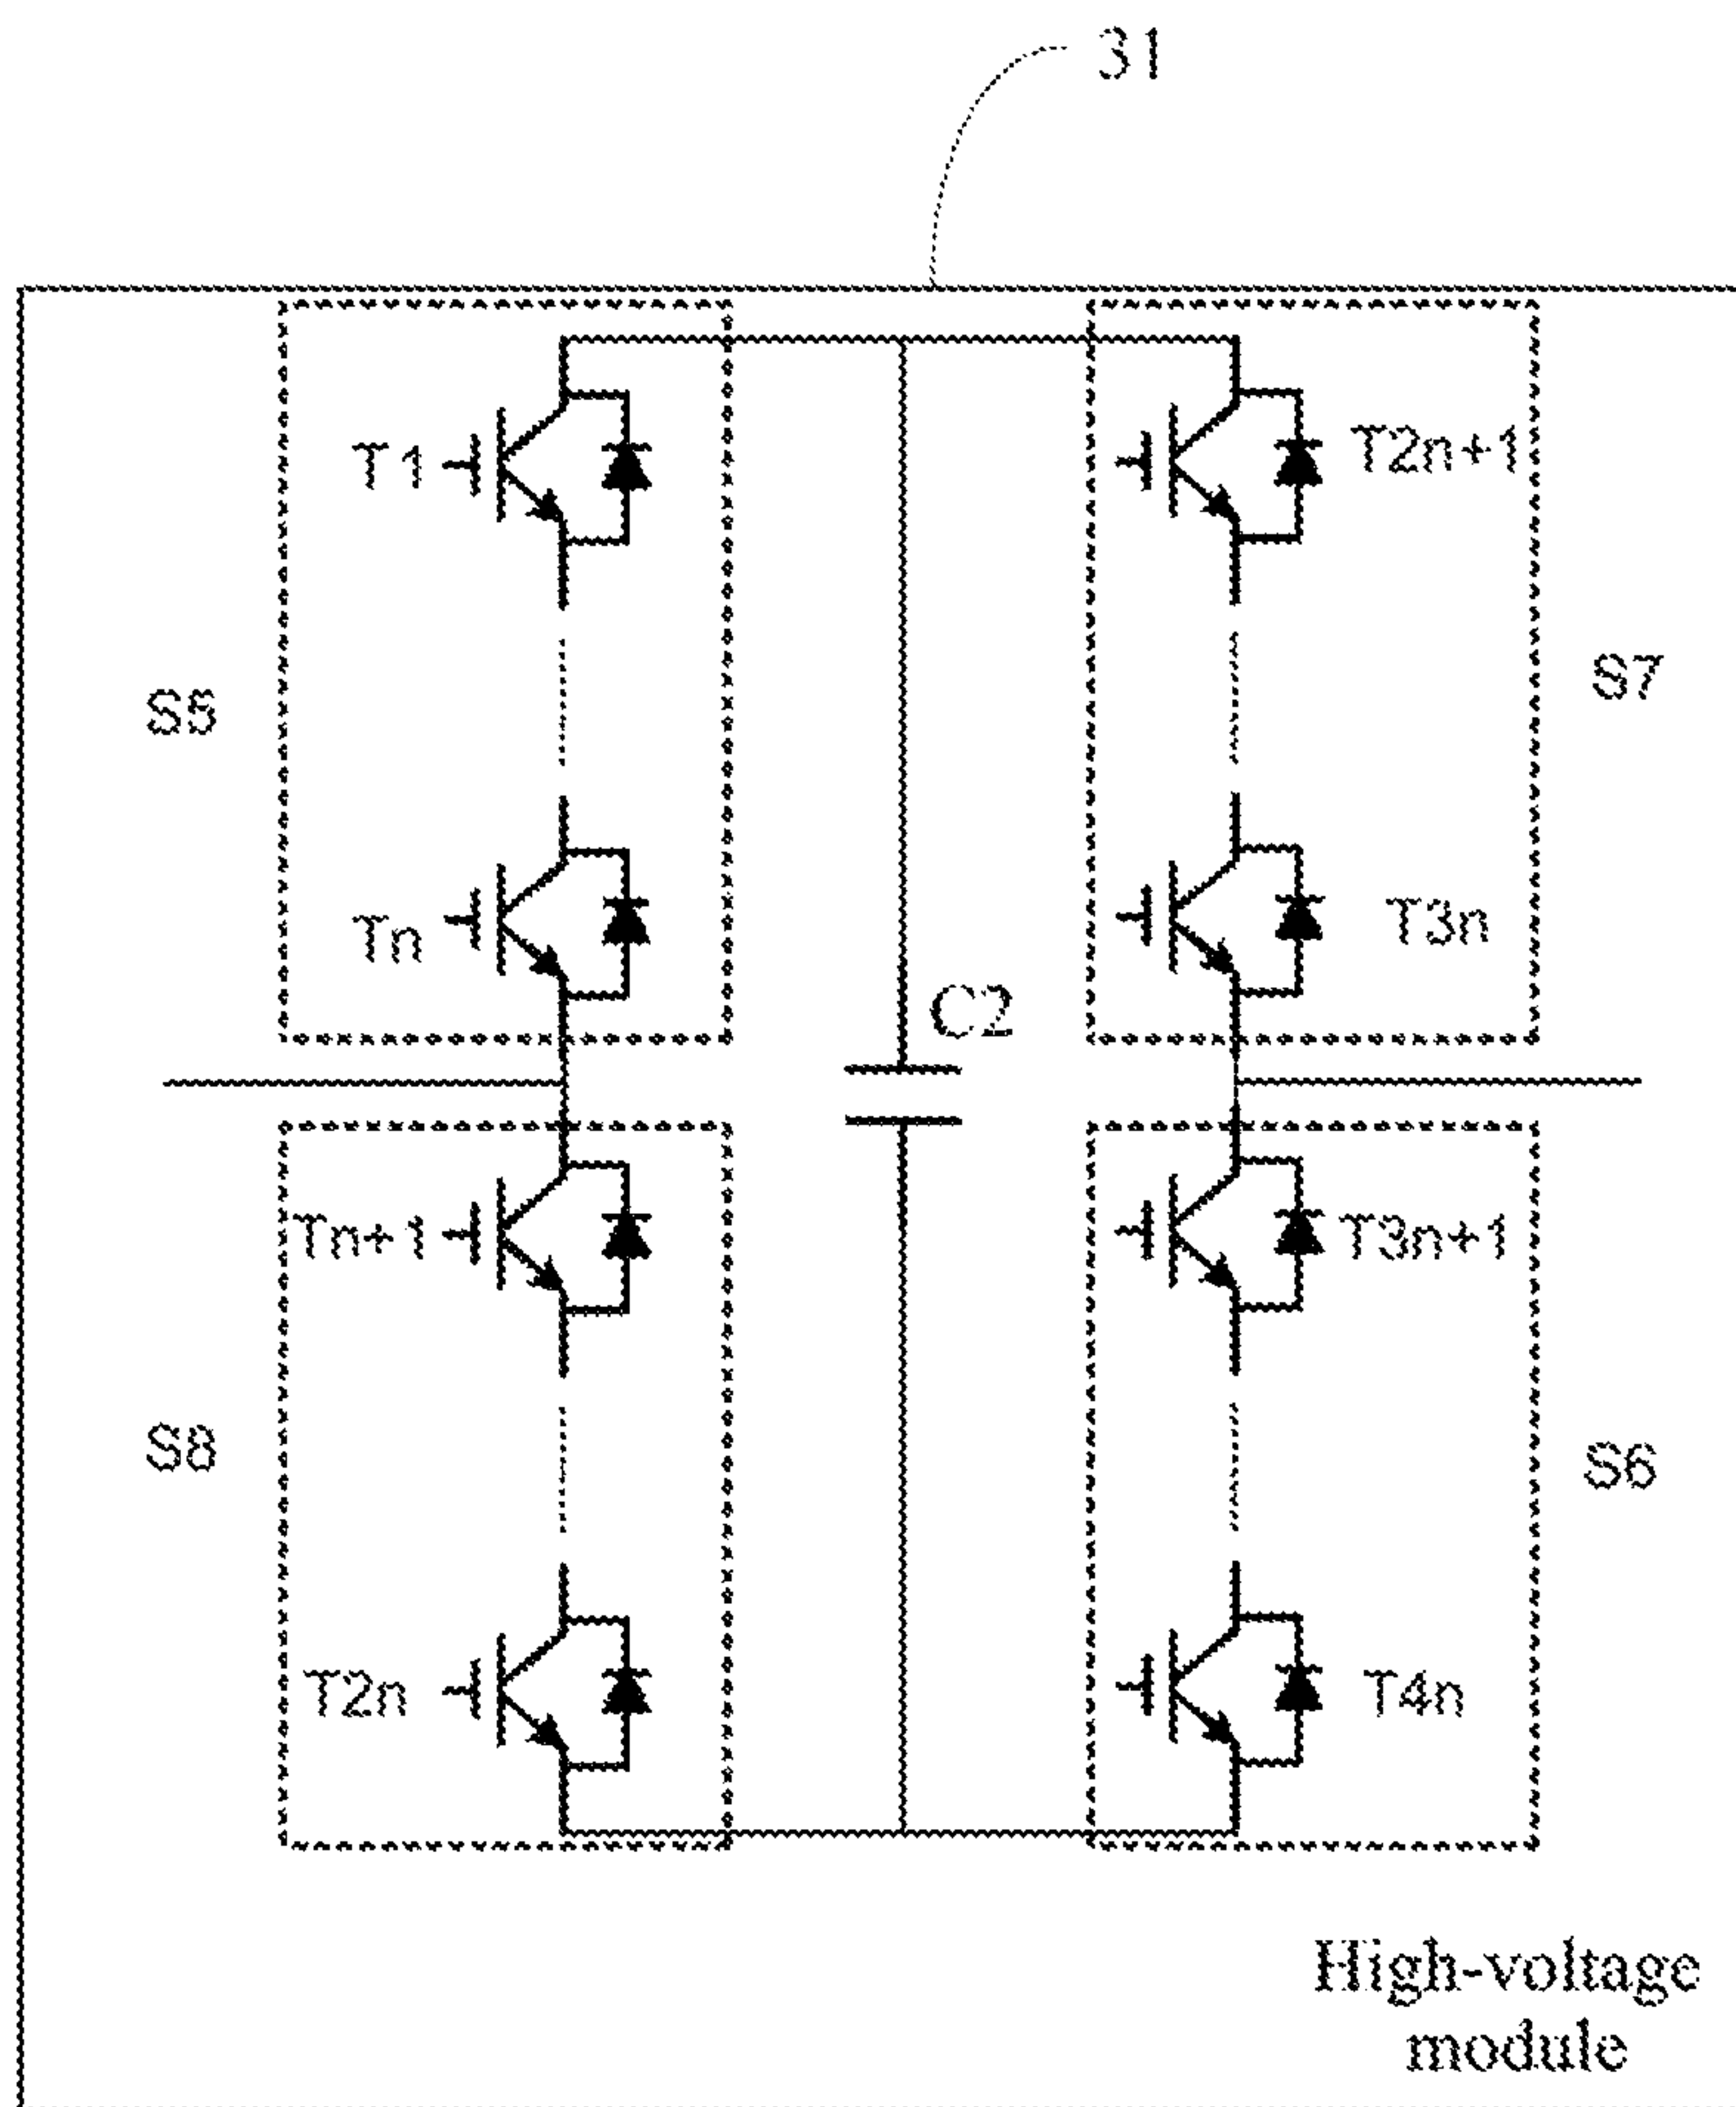 31
T1
T2n+1
S5
S7
Tn
T3n
C2
Tn+1
T3n+1
S8
S6
T2n
T4n
High-voltage
module